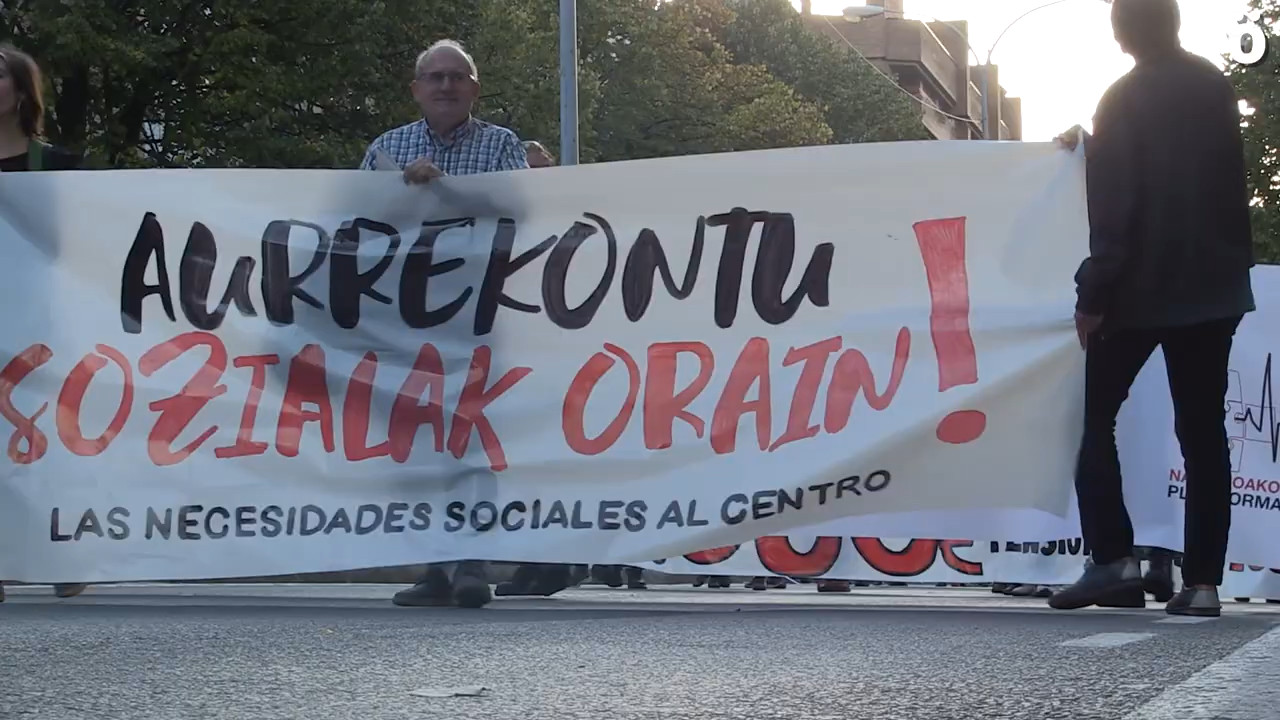 AURREKONTU
SOZIALAK ORAIN!
LAS NECESIDADES SOCIALES AL CENTRO
ó